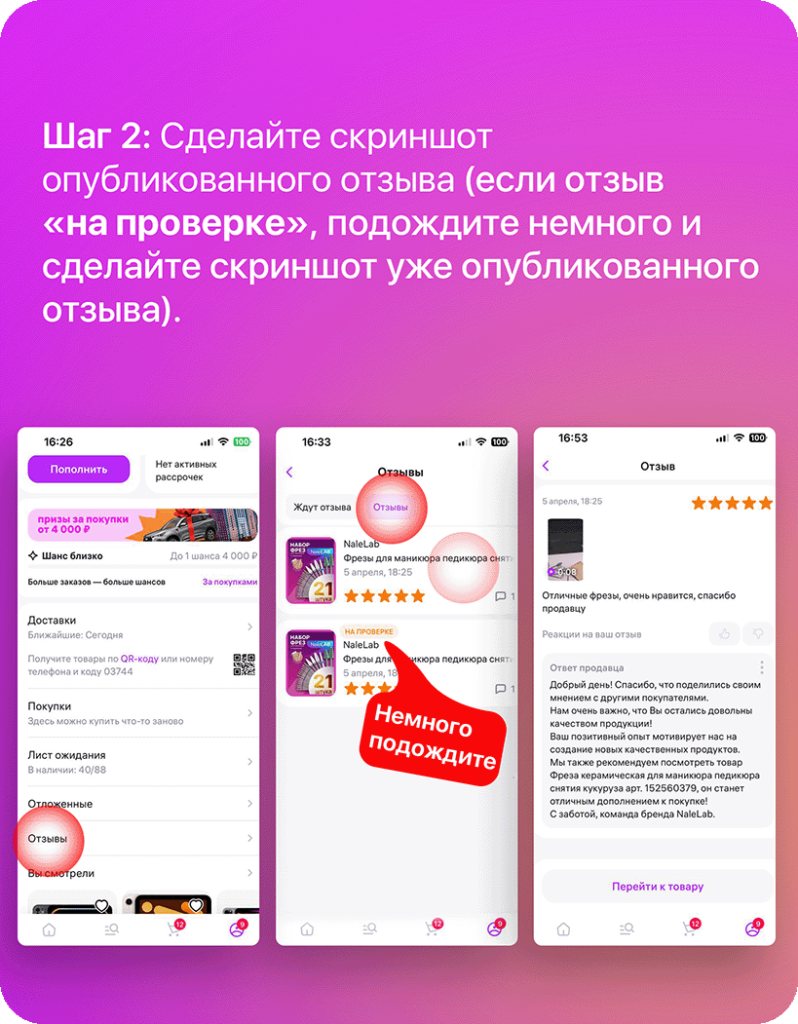 Шаг 2: Сделайте скриншот
опубликованного отзыва (если отзыв
«на проверке», подождите немного и
сделайте скриншот уже опубликованного
отзыва).
16:26
100
Пополнить
Нет активных
рассрочек
призы за покупки
от 4 000 ₽
Шанс близко
До 1 шанса 4 000 ₽
Больше заказов — больше шансов
За покупками
Доставки
Ближайшие: Сегодня
Получите товары по QR-коду или номеру
телефона и коду 03744
Покупки
Здесь можно купить что-то заново
Лист ожидания
В наличии: 40/88
Отложенные
Отзывы
Вы смотрели
12
9
16:33
100
Отзывы
Ждут отзыва
Отзывы
НАБОР
ФРЕЗ
NaleLAB
21
ШТАМПА
NaleLab
Фрезы для маникюра педикюра сняти
5 апреля, 18:25
1
НАБОР
ФРЕЗ
NaleLAB
21
НА ПРОВЕРКЕ
NaleLab
Фрезы для маникюра педикюра снят
5 апреля, 18
1
Немного
подождите
12
9
16:53
100
Отзыв
5 апреля, 18:25
0:08
Отличные фрезы, очень нравится, спасибо
продавцу
Реакции на ваш отзыв
Ответ продавца
Добрый день! Спасибо, что поделились своим
мнением с другими покупателями.
Нам очень важно, что Вы остались довольны
качеством продукции!
Ваш позитивный опыт мотивирует нас на
создание новых качественных продуктов.
Мы также рекомендуем посмотреть товар
Фреза керамическая для маникюра педикюра
снятия кукуруза арт. 152560379, он станет
отличным дополнением к покупке!
С заботой, команда бренда NaleLab.
Перейти к товару
12
9